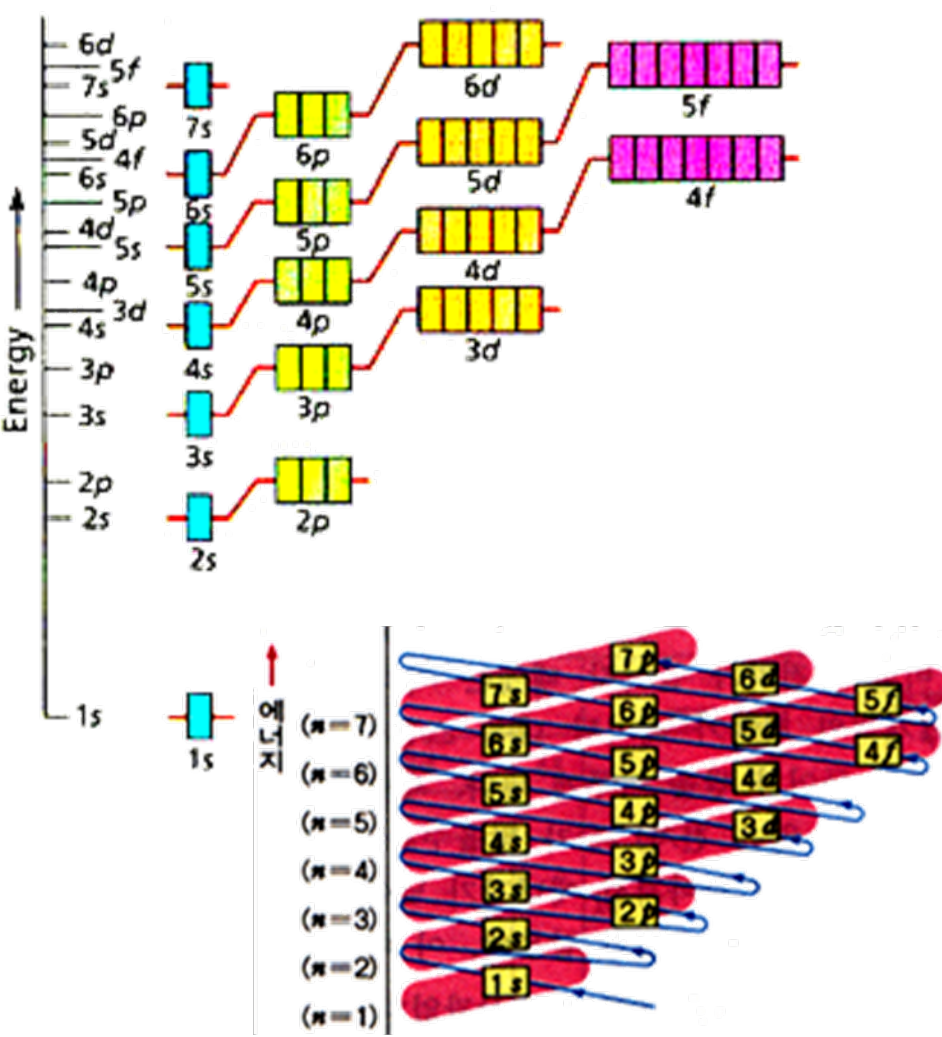 6d
5f
7s
6p
5d
4f
6s
5p
4d
5s
4p
3d
4s
3p
3s
2p
2s
1s
Energy
7s
6s
5s
4s
3s
2s
1s
6p
5p
4p
3p
2p
6d
5d
4d
3d
5f
4f
에너지
(n=7)
(n=6)
(n=5)
(n=4)
(n=3)
(n=2)
(n=1)
7s 7p
6s 6p 6d
5s 5p 5d 5f
4s 4p 4d 4f
3s 3p 3d
2s 2p
1s